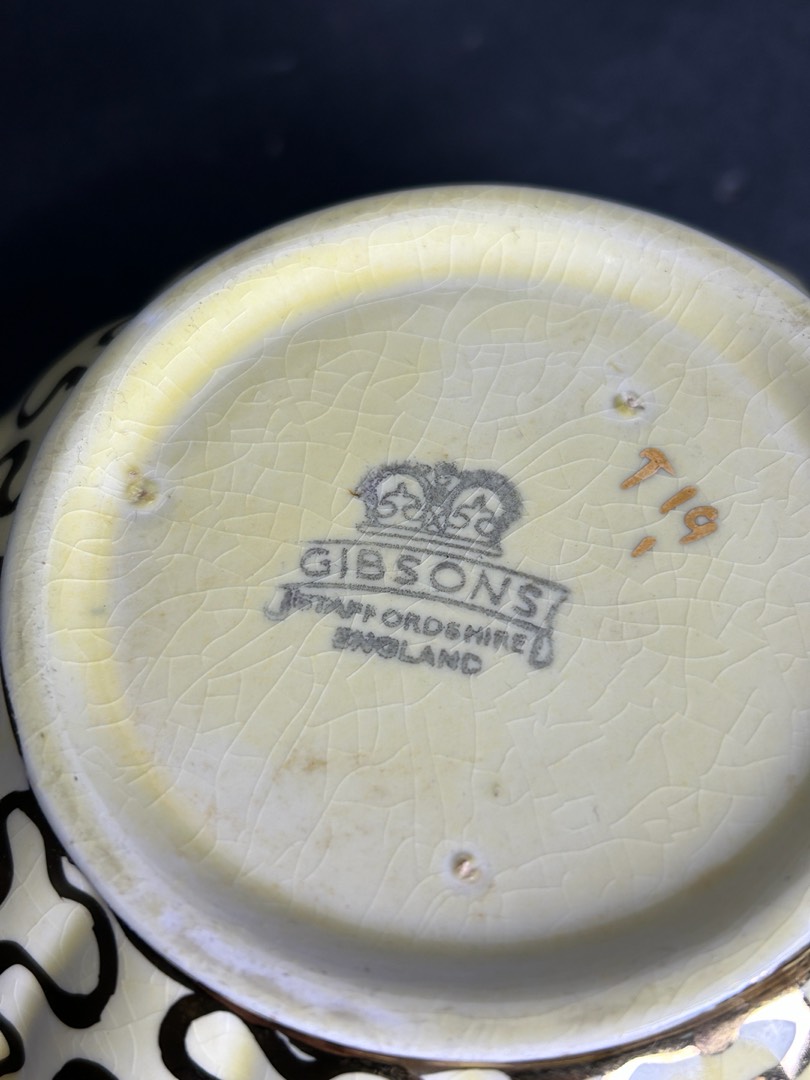 GIBSONS
STAFFORDSHIRE
ENGLAND
T19